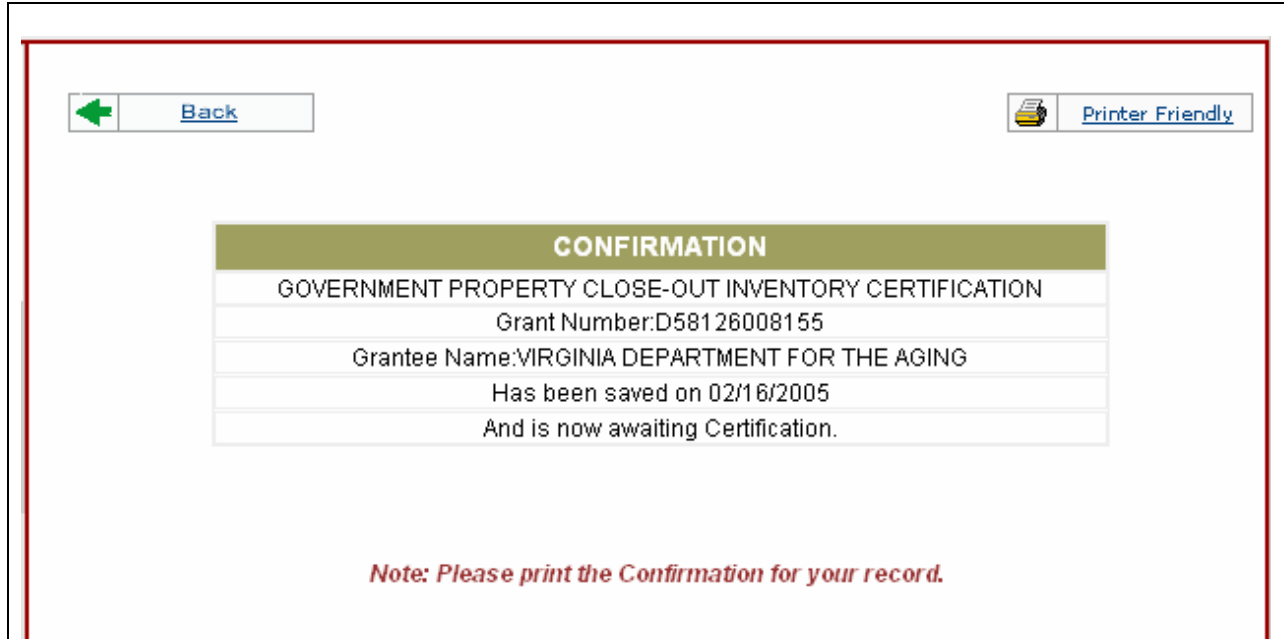 Back
Printer Friendly
CONFIRMATION
GOVERNMENT PROPERTY CLOSE-OUT INVENTORY CERTIFICATION
Grant Number:D58126008155
Grantee Name:VIRGINIA DEPARTMENT FOR THE AGING
Has been saved on 02/16/2005
And is now awaiting Certification.
Note: Please print the Confirmation for your record.